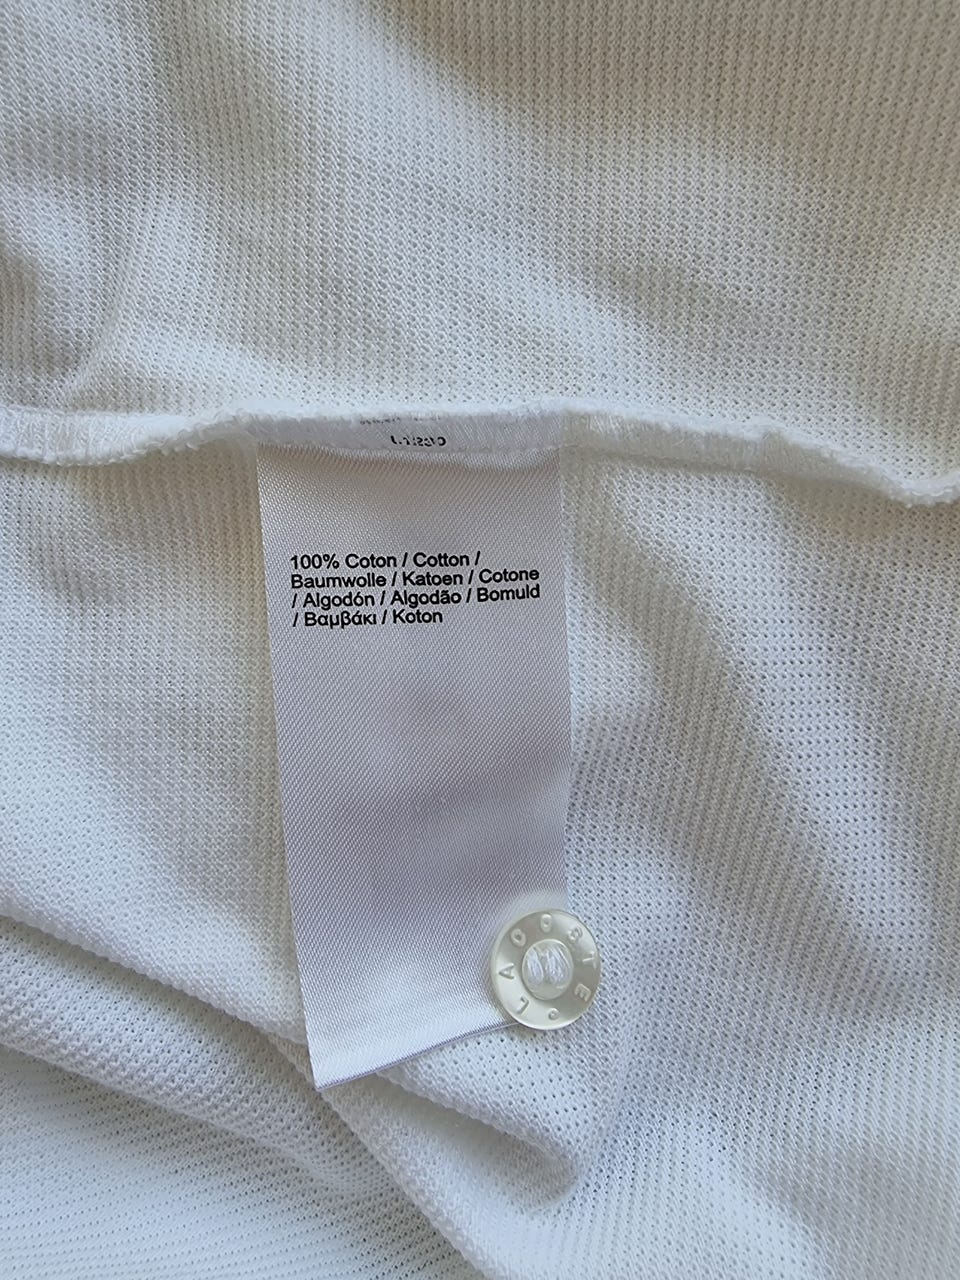 100% Coton / Cotton /
Baumwolle / Katoen / Cotone
/ Algodón / Algodão / Bomuld
/ Βαμβάκι / Koton
LACOSTE